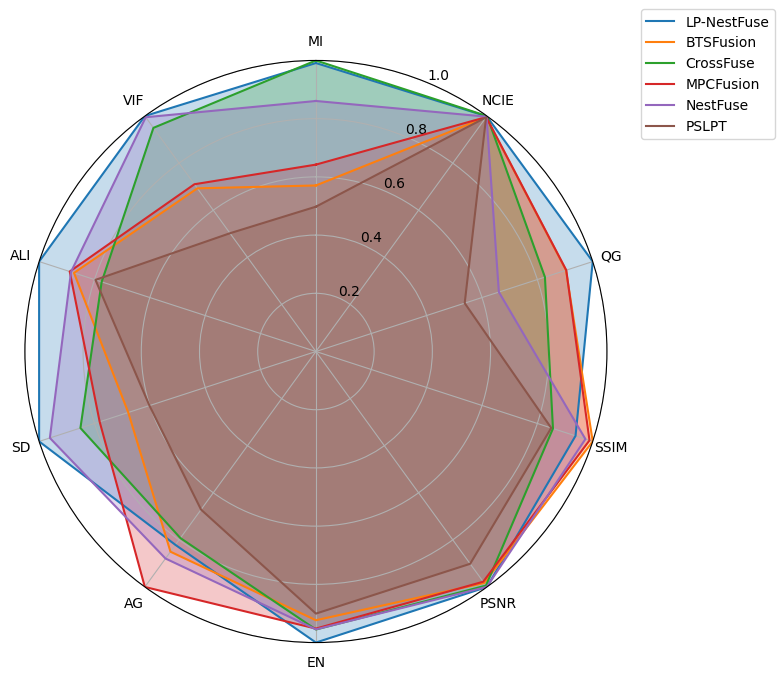 LP-NestFuse
BTSFusion
CrossFuse
MPCFusion
NestFuse
PSLPT
MI
1.0
VIF
NCIE
0.8
0.6
0.4
ALI
QG
0.2
SD
SSIM
AG
PSNR
EN